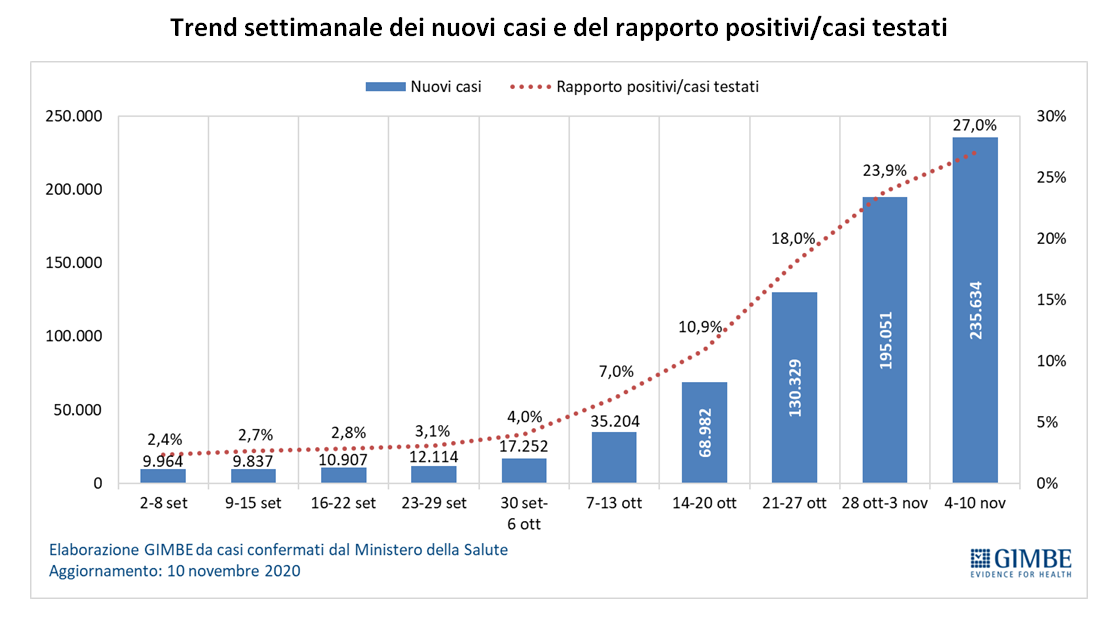 Trend settimanale dei nuovi casi e del rapporto positivi/casi testati
Nuovi casi
Rapporto positivi/casi testati
250.000
200.000
150.000
100.000
50.000
0
30%
25%
20%
15%
10%
5%
0%
2,4%
2,7%
2,8%
3,1%
4,0%
7,0%
10,9%
18,0%
23,9%
27,0%
9.964
9.837
10.907
12.114
17.252
35.204
68.982
130.329
195.051
235.634
2-8 set
9-15 set
16-22 set
23-29 set
30 set-
6 ott
7-13 ott
14-20 ott
21-27 ott
28 ott-3 nov
4-10 nov
Elaborazione GIMBE da casi confermati dal Ministero della Salute
Aggiornamento: 10 novembre 2020
GIMBE
EVIDENCE FOR HEALTH